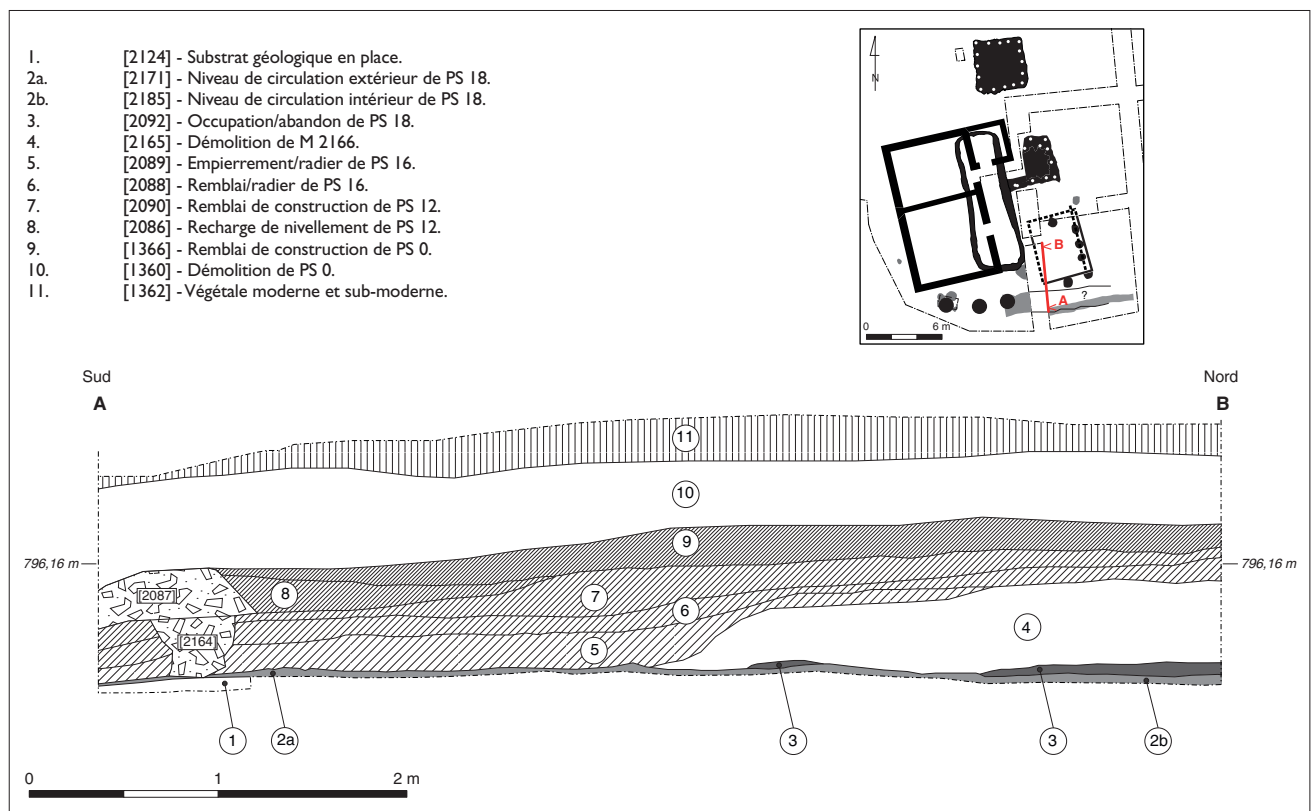 1. [2124] - Substrat géologique en place.
2a. [2171] - Niveau de circulation extérieur de PS 18.
2b. [2185] - Niveau de circulation intérieur de PS 18.
3. [2092] - Occupation/abandon de PS 18.
4. [2165] - Démolition de M 2166.
5. [2089] - Empierrement/radier de PS 16.
6. [2088] - Remblai/radier de PS 16.
7. [2090] - Remblai de construction de PS 12.
8. [2086] - Recharge de nivellement de PS 12.
9. [1366] - Remblai de construction de PS 0.
10. [1360] - Démolition de PS 0.
11. [1362] - Végétale moderne et sub-moderne.
N
B
A
?
?
0 6 m
Sud
A
Nord
B
11
10
9
796,16 m
796,16 m
[2087]
8
7
6
[2164]
5
4
1
2a
3
3
2b
0 1 2 m